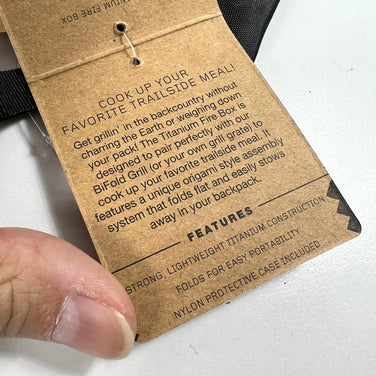 TITANIUM FIRE BOX
COOK UP YOUR
FAVORITE TRAILSIDE MEAL!
Get grillin' in the backcountry without
charring the Earth or weighing down
your pack! The Titanium Fire Box is
designed to pair perfectly with our
BiFold Grill (or your own grill grate) to
cook up your favorite trailside meal. It
features a unique origami style assembly
system that folds flat and easily stows
away in your backpack.
FEATURES
STRONG, LIGHTWEIGHT TITANIUM CONSTRUCTION
FOLDS FOR EASY PORTABILITY
NYLON PROTECTIVE CASE INCLUDED